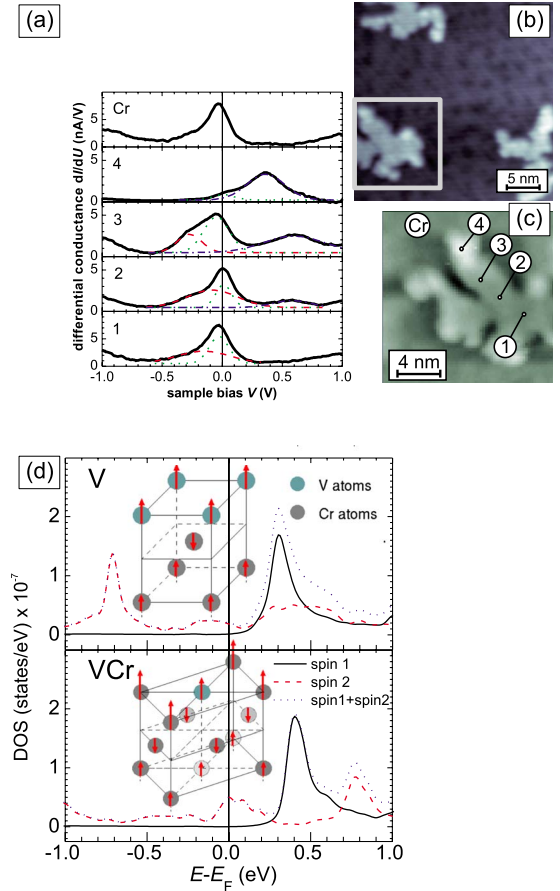 (a)
differential conductance dI/dU (nA/V)
Cr
5
0
4
5
0
3
5
0
2
5
0
1
5
0
-1.0 -0.5 0.0 0.5 1.0
sample bias V (V)
(b)
5 nm
(c)
Cr
4
3
2
1
4 nm
(d)
DOS (states/eV) x 10⁻⁷
V
V atoms
Cr atoms
2
1
0
VCr
spin 1
spin 2
spin1+spin2
2
1
0
-1.0 -0.5 0.0 0.5 1.0
E-E_F (eV)